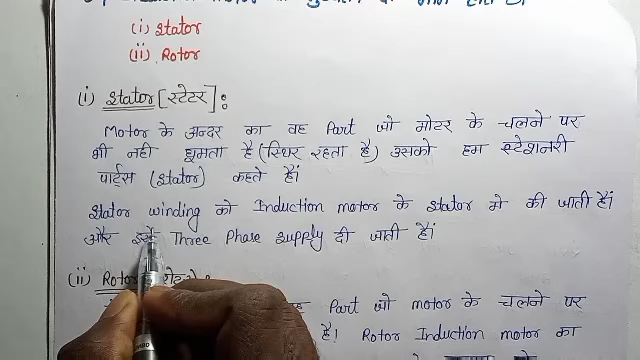 मुख्यतः दो भाग होते हैं
(i) Stator
(ii) Rotor
(i) Stator [स्टेटर] :
Motor के अन्दर का वह Part जो मोटर के चलने पर
भी नही घूमता है (स्थिर रहता है) उसको हम स्टेशनरी
पार्ट्स (Stator) कहते हैं।
Stator winding को Induction motor के Stator मे की जाती हैं।
और इसे Three Phase Supply दी जाती हैं।
(ii) Rotor
Part जो motor के चलने पर
है। Rotor Induction motor का